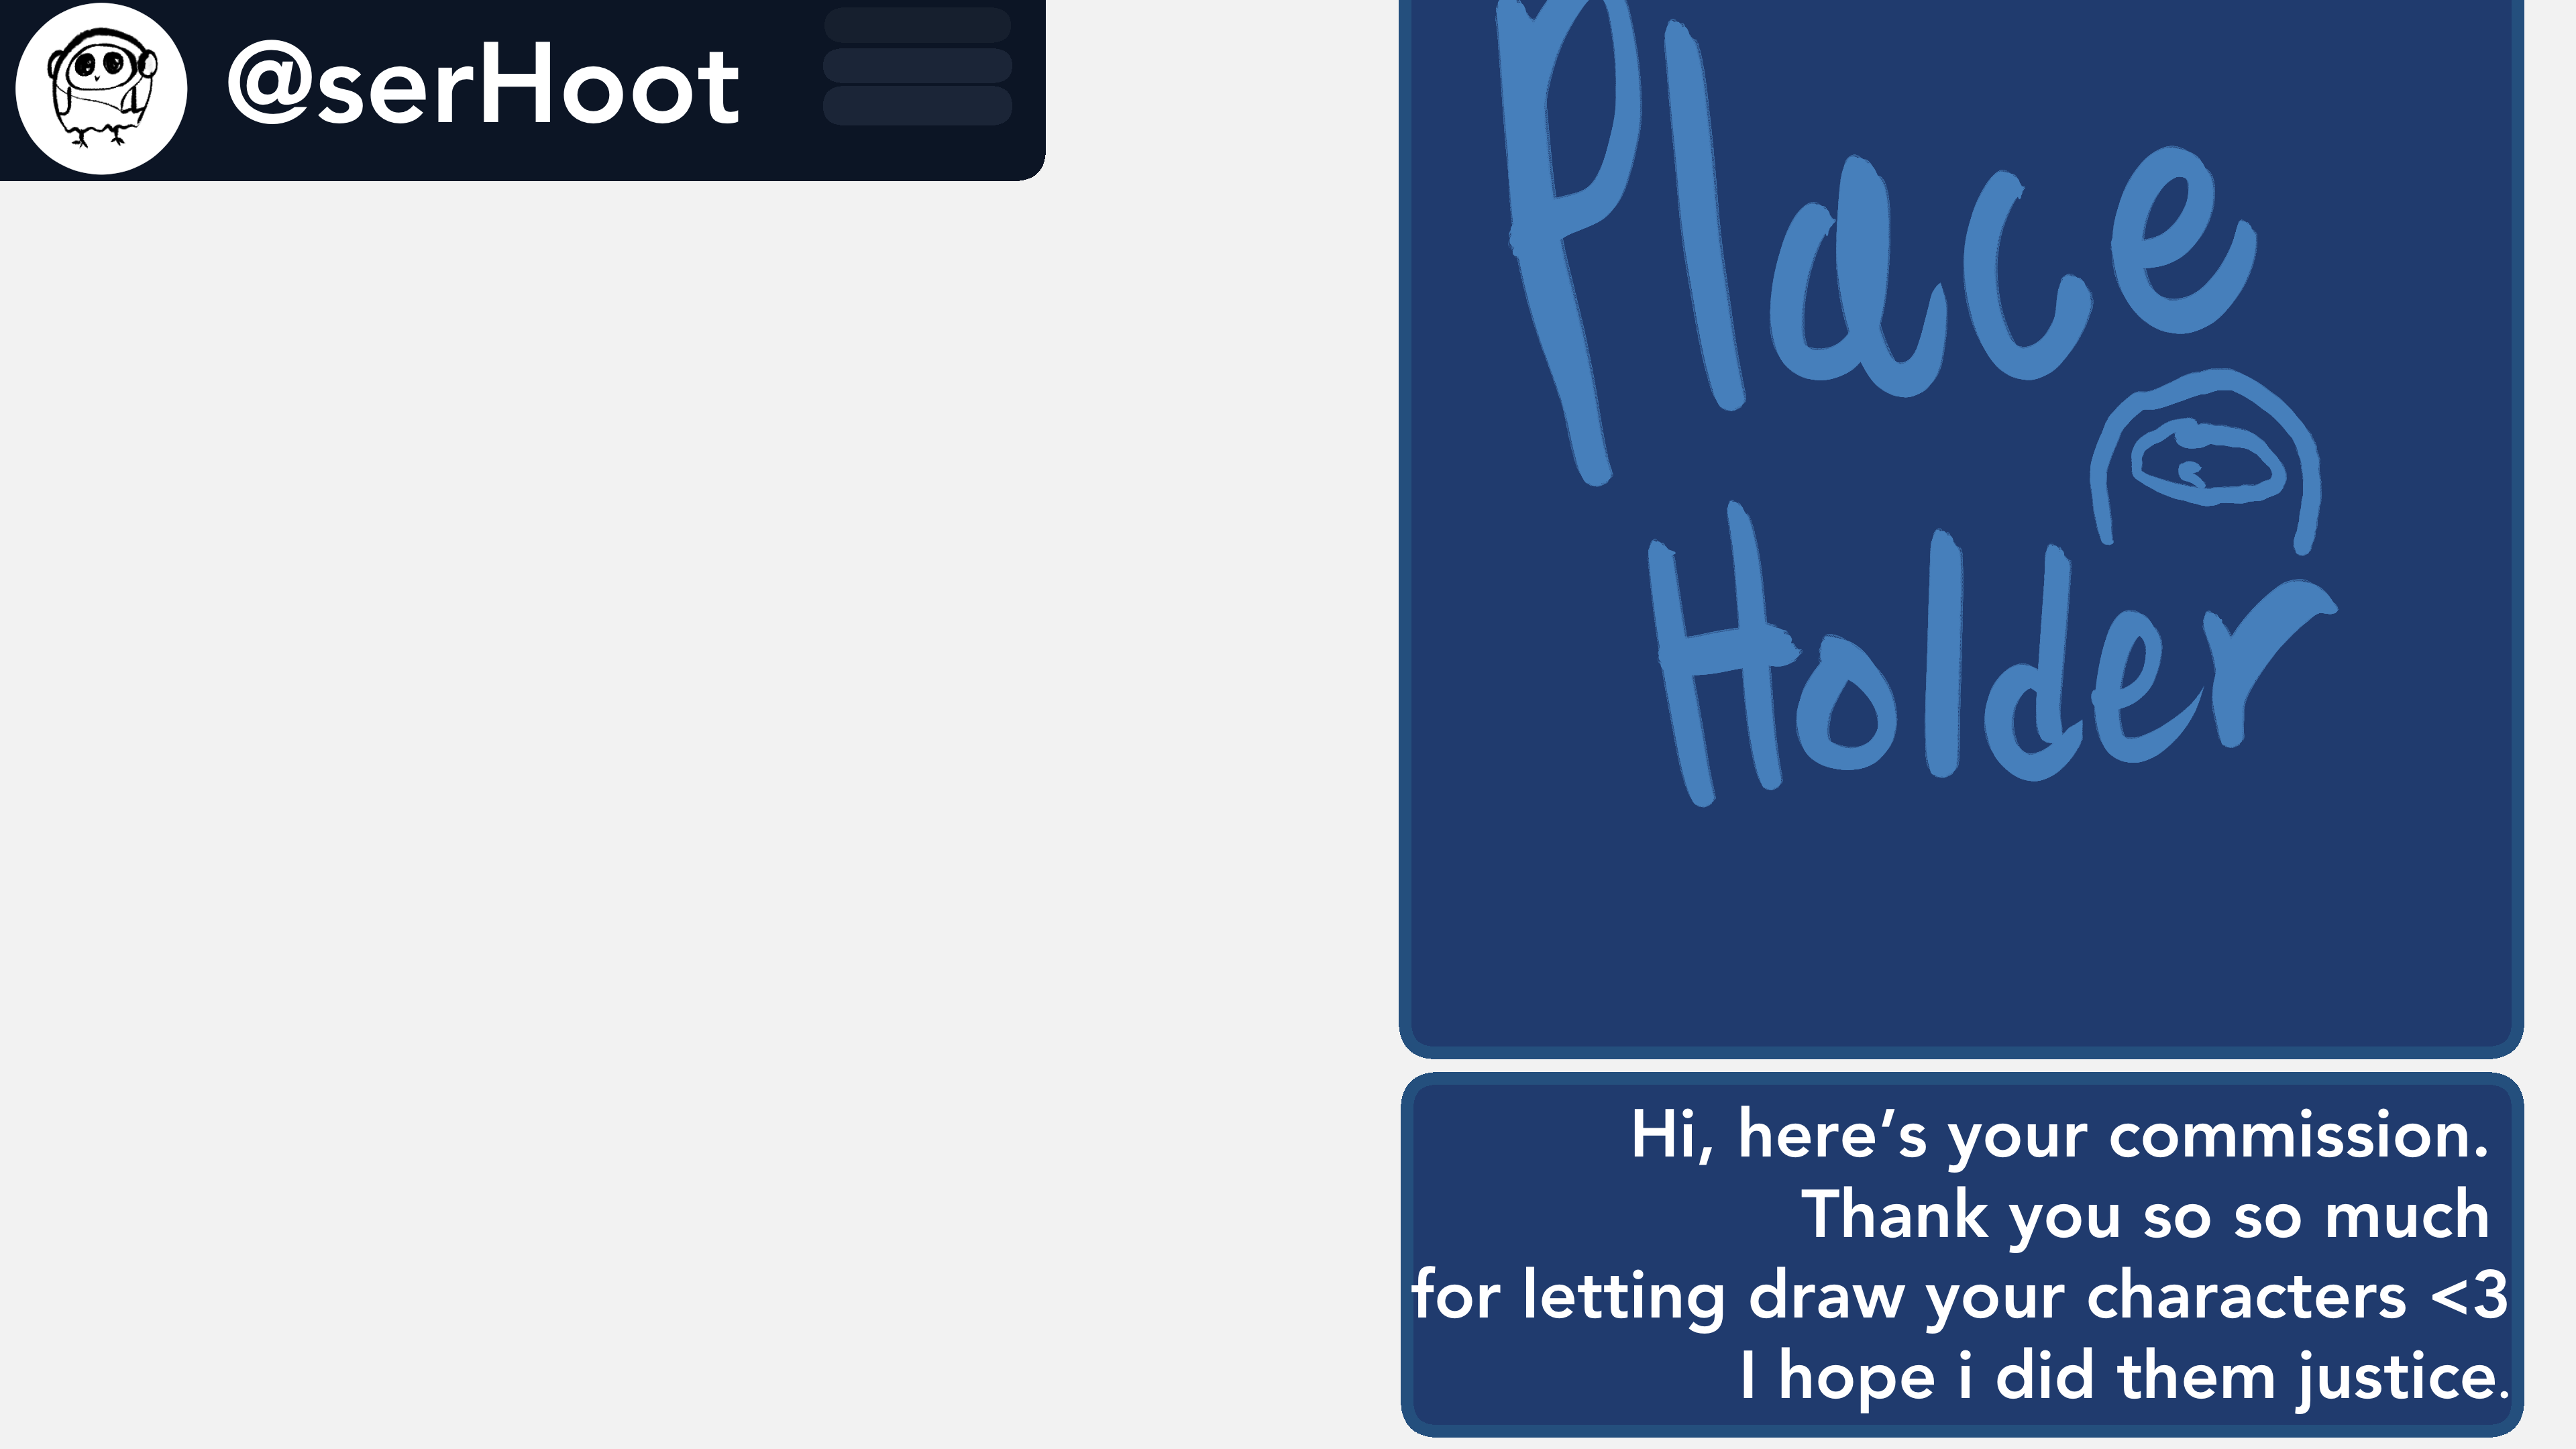 @serHoot
Place
Holder
Hi, here’s your commission.
Thank you so so much
for letting draw your characters <3
I hope i did them justice.